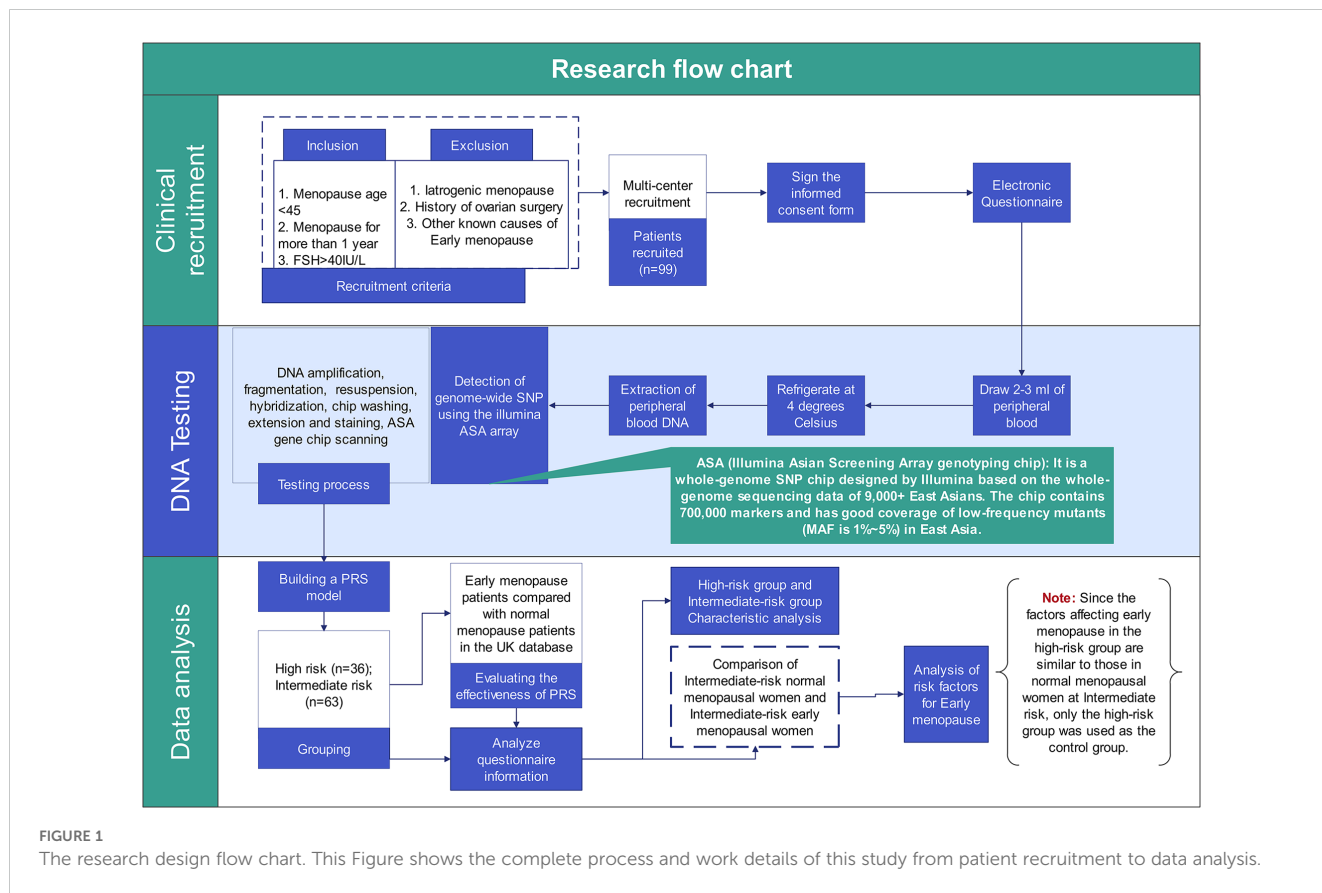 Research flow chart
Clinical
recruitment
Inclusion
1. Menopause age
<45
2. Menopause for
more than 1 year
3. FSH>40IU/L
Exclusion
1. Iatrogenic menopause
2. History of ovarian surgery
3. Other known causes of
Early menopause
Recruitment criteria
Multi-center
recruitment
Patients
recruited
(n=99)
Sign the
informed
consent form
Electronic
Questionnaire
DNA Testing
DNA amplification,
fragmentation, resuspension,
hybridization, chip washing,
extension and staining, ASA
gene chip scanning
Testing process
Detection of
genome-wide SNP
using the illumina
ASA array
Extraction of
peripheral
blood DNA
Refrigerate at
4 degrees
Celsius
Draw 2-3 ml of
peripheral
blood
ASA (Illumina Asian Screening Array genotyping chip): It is a
whole-genome SNP chip designed by Illumina based on the whole-
genome sequencing data of 9,000+ East Asians. The chip contains
700,000 markers and has good coverage of low-frequency mutants
(MAF is 1%~5%) in East Asia.
Data analysis
Building a PRS
model
High risk (n=36);
Intermediate risk
(n=63)
Grouping
Early menopause
patients compared
with normal
menopause patients
in the UK database
Evaluating the
effectiveness of PRS
Analyze
questionnaire
information
High-risk group and
Intermediate-risk group
Characteristic analysis
Comparison of
Intermediate-risk normal
menopausal women and
Intermediate-risk early
menopausal women
Analysis of
risk factors
for Early
menopause
Note: Since the
factors affecting early
menopause in the
high-risk group are
similar to those in
normal menopausal
women at Intermediate
risk, only the high-risk
group was used as the
control group.
FIGURE 1
The research design flow chart. This Figure shows the complete process and work details of this study from patient recruitment to data analysis.